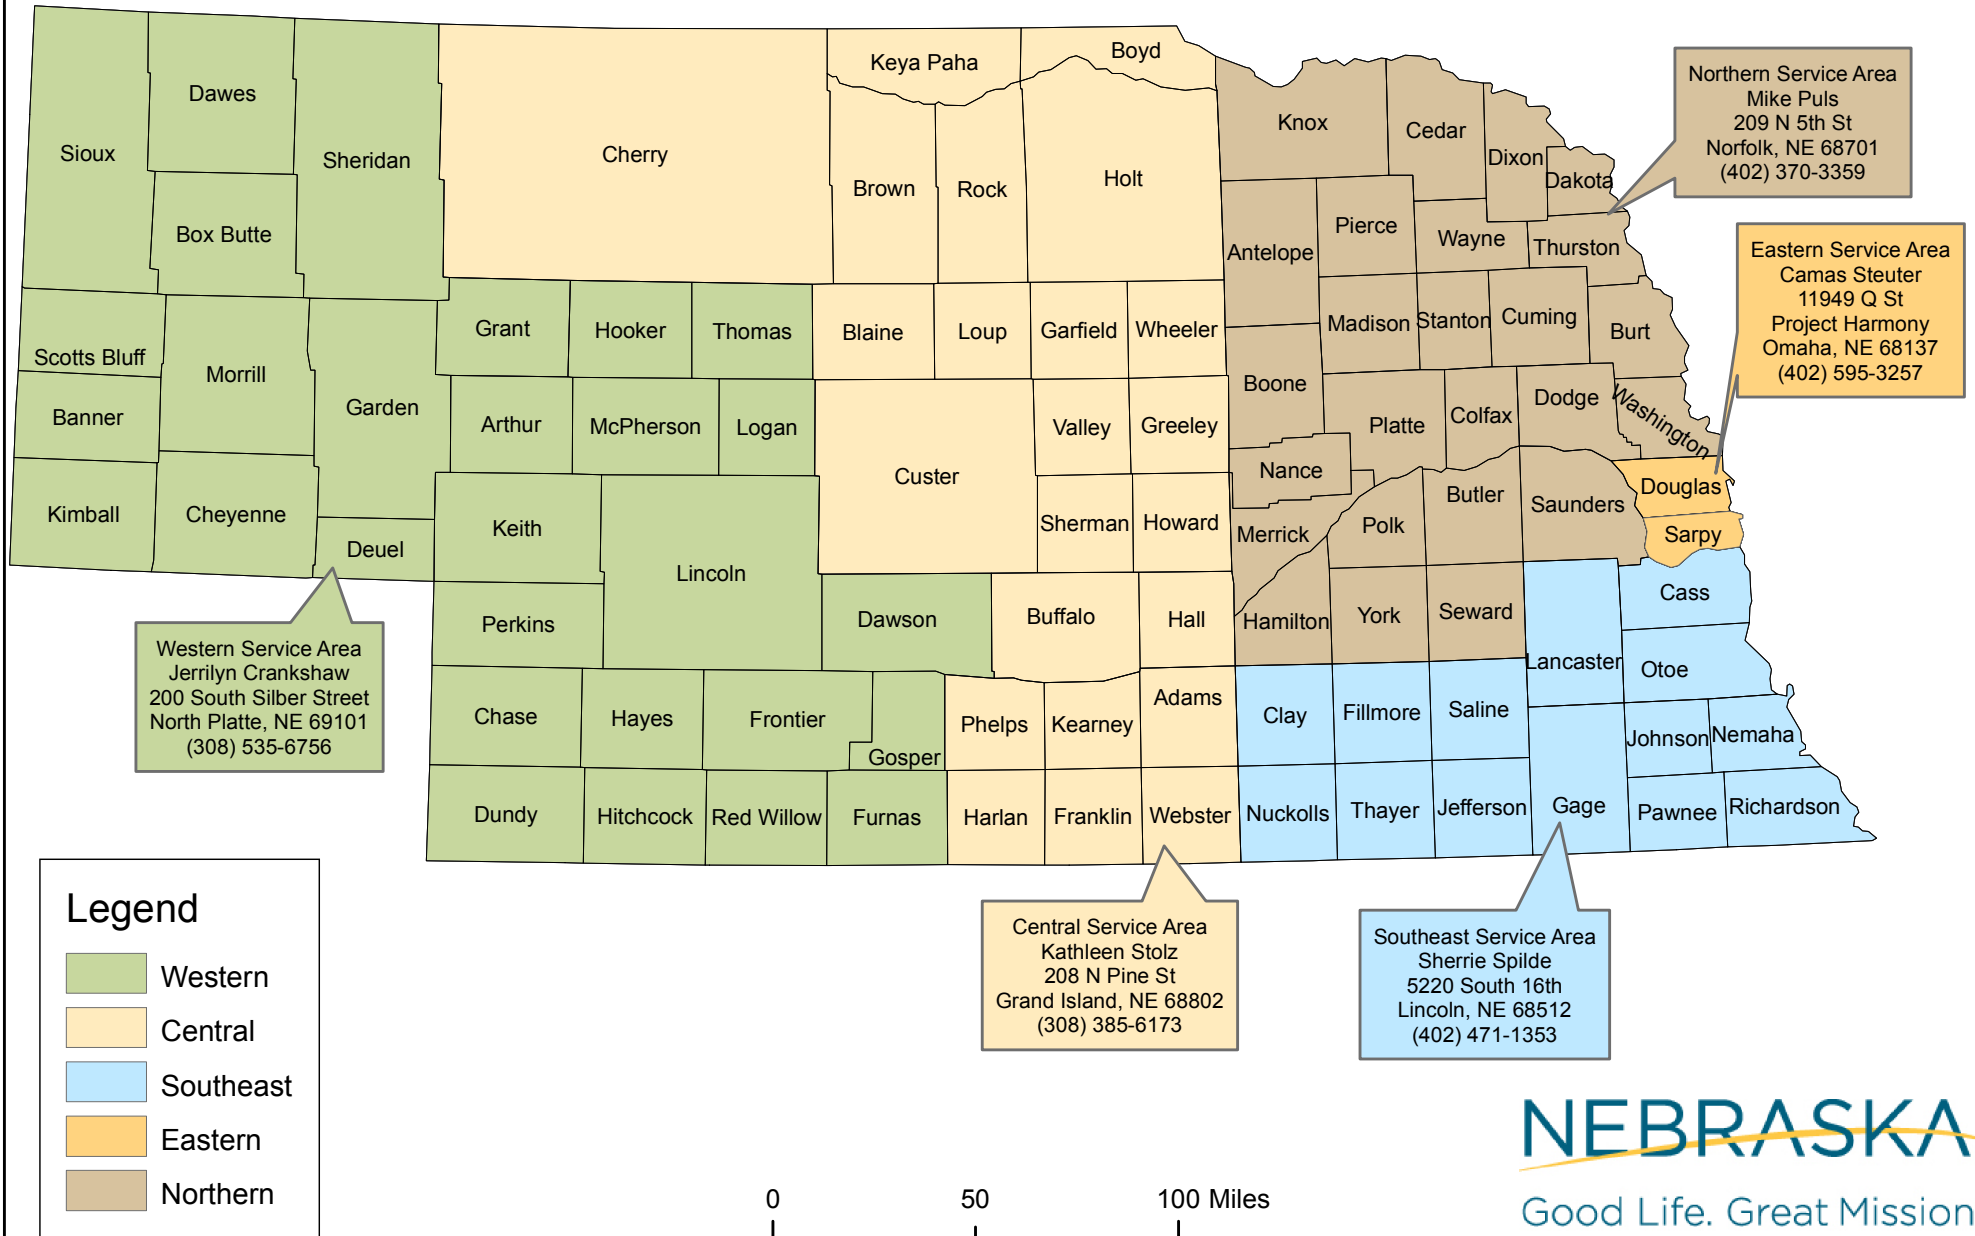 Keya Paha
Boyd
Dawes
Sioux
Sheridan
Cherry
Brown
Rock
Holt
Knox
Cedar
Dixon
Dakota
Box Butte
Antelope
Pierce
Wayne
Thurston
Scotts Bluff
Morrill
Garden
Grant
Hooker
Thomas
Blaine
Loup
Garfield
Wheeler
Madison
Stanton
Cuming
Burt
Banner
Arthur
McPherson
Logan
Custer
Valley
Greeley
Boone
Platte
Colfax
Dodge
Washington
Nance
Kimball
Cheyenne
Deuel
Keith
Lincoln
Sherman
Howard
Merrick
Polk
Butler
Saunders
Douglas
Sarpy
Perkins
Dawson
Buffalo
Hall
Hamilton
York
Seward
Lancaster
Cass
Otoe
Chase
Hayes
Frontier
Gosper
Phelps
Kearney
Adams
Clay
Fillmore
Saline
Johnson
Nemaha
Dundy
Hitchcock
Red Willow
Furnas
Harlan
Franklin
Webster
Nuckolls
Thayer
Jefferson
Gage
Pawnee
Richardson
Northern Service Area
Mike Puls
209 N 5th St
Norfolk, NE 68701
(402) 370-3359
Eastern Service Area
Camas Steuter
11949 Q St
Project Harmony
Omaha, NE 68137
(402) 595-3257
Western Service Area
Jerrilyn Crankshaw
200 South Silber Street
North Platte, NE 69101
(308) 535-6756
Central Service Area
Kathleen Stolz
208 N Pine St
Grand Island, NE 68802
(308) 385-6173
Southeast Service Area
Sherrie Spilde
5220 South 16th
Lincoln, NE 68512
(402) 471-1353
Legend
Western
Central
Southeast
Eastern
Northern
0 50 100 Miles
NEBRASKA
Good Life. Great Mission